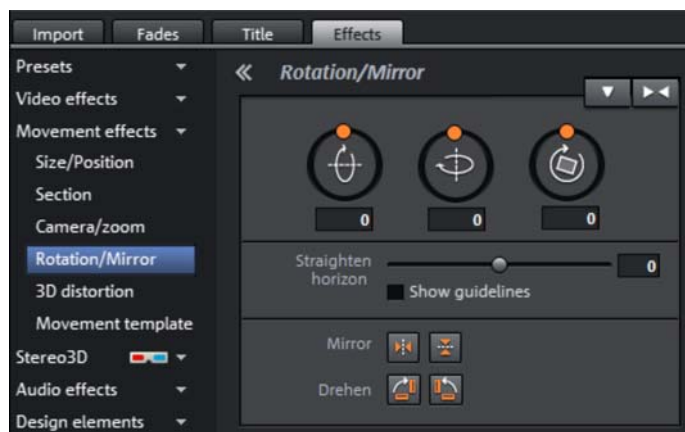 Import Fades Title Effects
Presets
Video effects
Movement effects
Size/Position
Section
Camera/zoom
Rotation/Mirror
3D distortion
Movement template
Stereo3D
Audio effects
Design elements
Rotation/Mirror
0 0 0
Straighten
horizon
0
Show guidelines
Mirror
Drehen